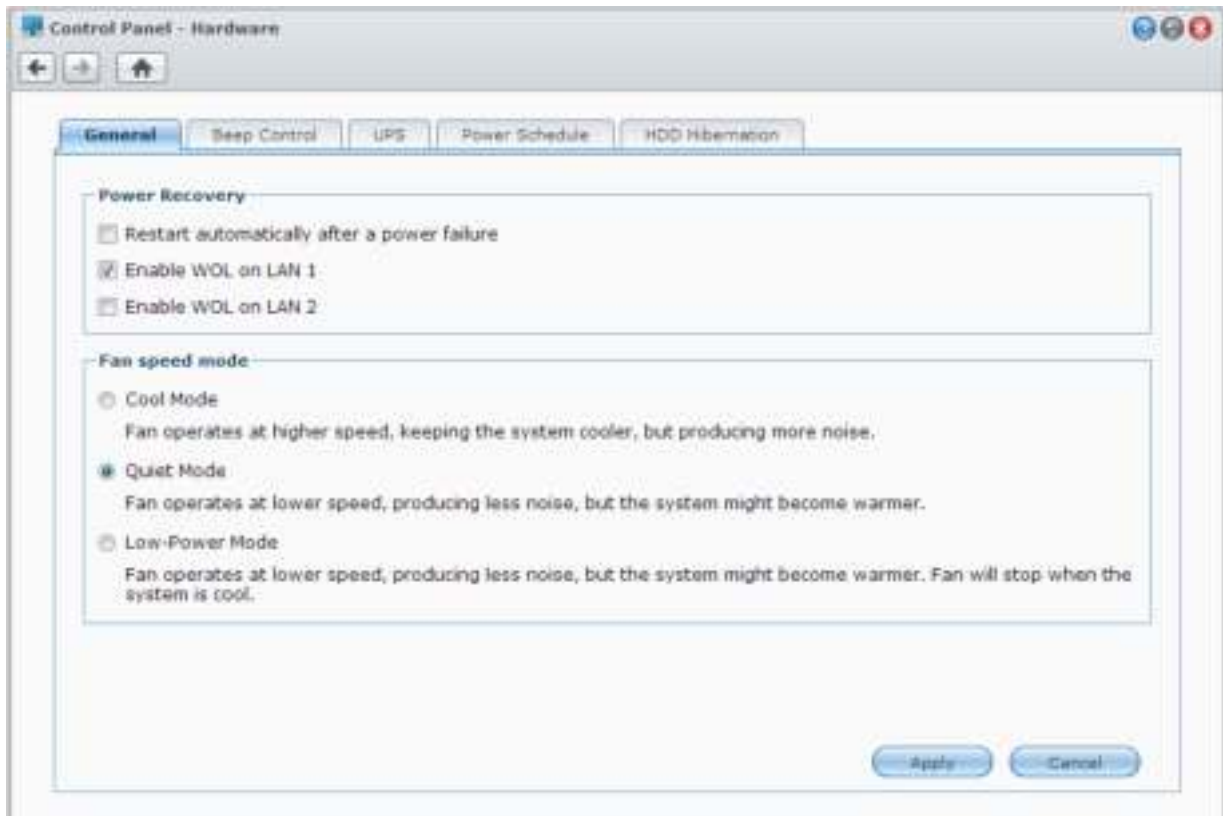 Control Panel - Hardware
General
Beep Control
UPS
Power Schedule
HDD Hibernation
Power Recovery
Restart automatically after a power failure
Enable WOL on LAN 1
Enable WOL on LAN 2
Fan speed mode
Cool Mode
Fan operates at higher speed, keeping the system cooler, but producing more noise.
Quiet Mode
Fan operates at lower speed, producing less noise, but the system might become warmer.
Low-Power Mode
Fan operates at lower speed, producing less noise, but the system might become warmer. Fan will stop when the
system is cool.
Apply
Cancel